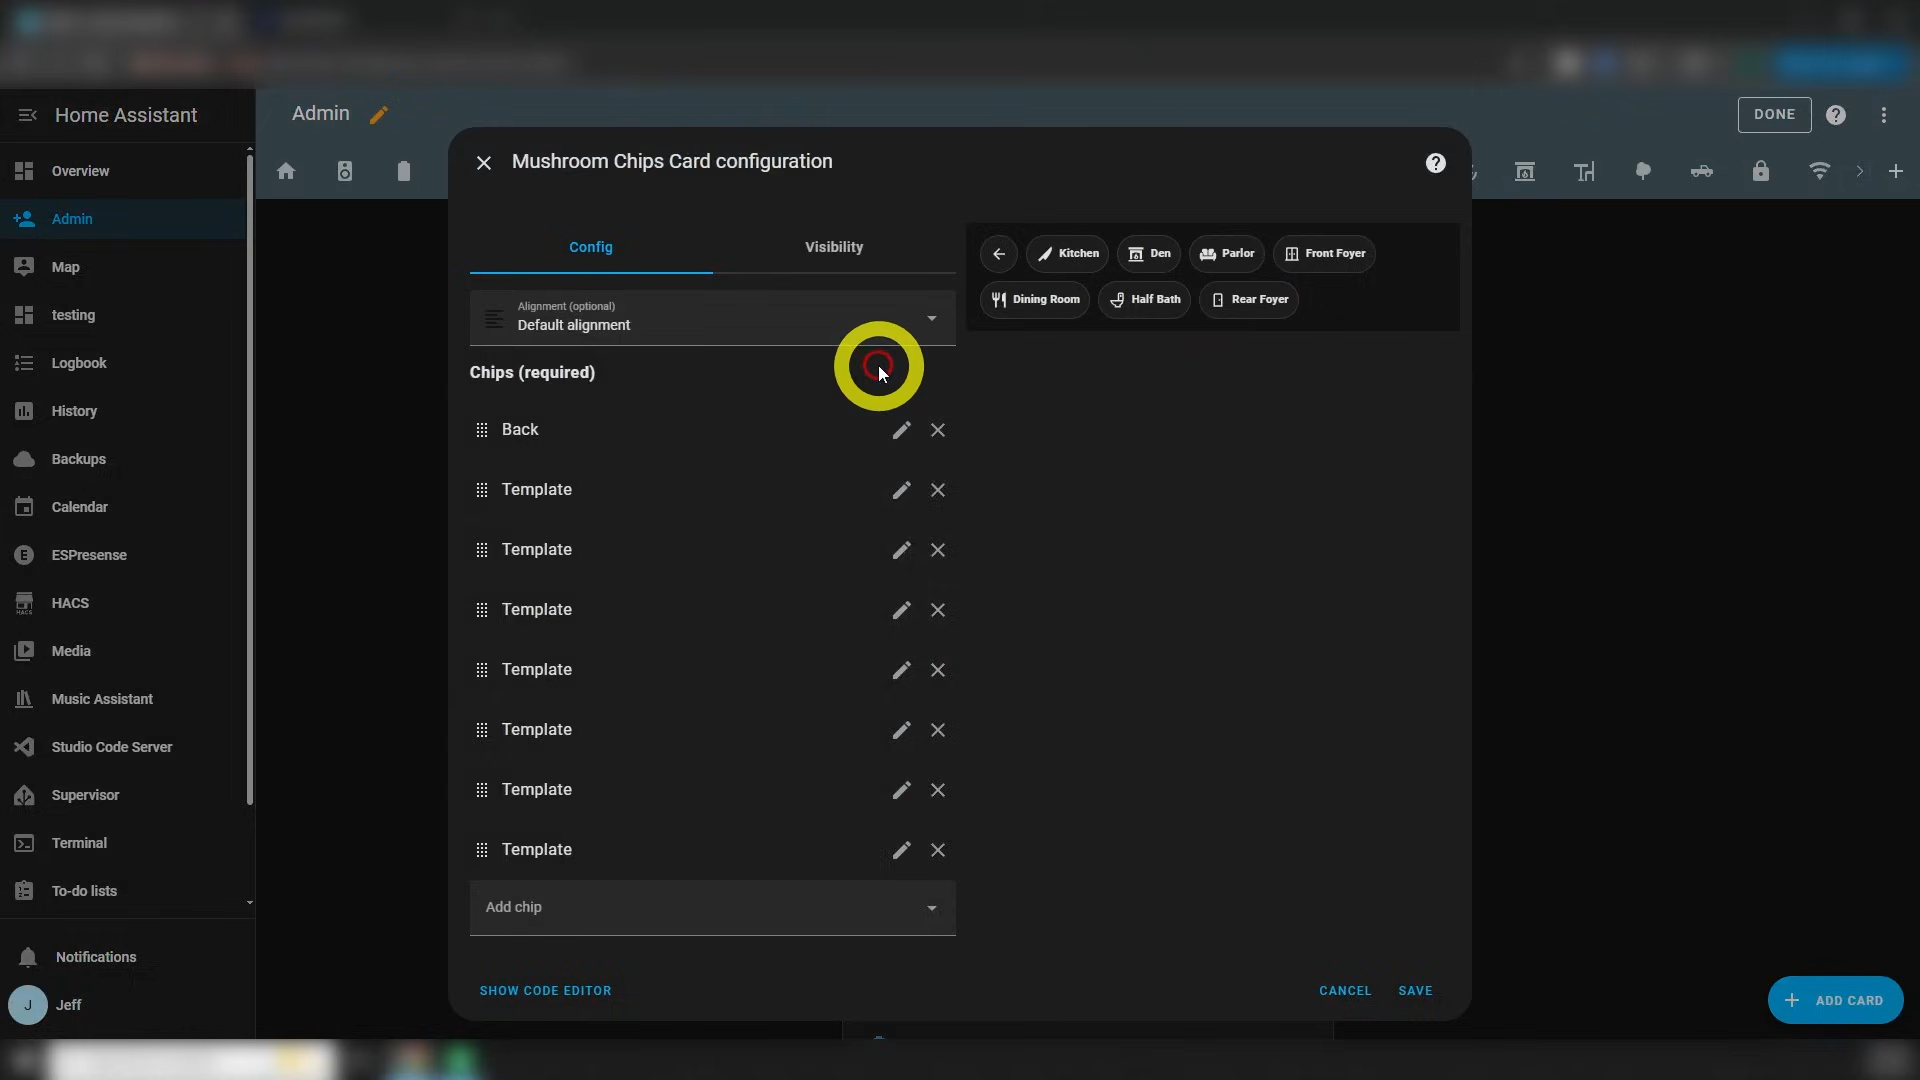 Home Assistant
Admin
DONE
Overview
Admin
Map
testing
Logbook
History
Backups
Calendar
ESPresense
HACS
HACS
Media
Music Assistant
Studio Code Server
Supervisor
Terminal
To-do lists
Notifications
J
Jeff
Mushroom Chips Card configuration
Config
Visibility
Alignment (optional)
Default alignment
Chips (required)
Back
Template
Template
Template
Template
Template
Template
Template
Add chip
SHOW CODE EDITOR
CANCEL
SAVE
Kitchen
Den
Parlor
Front Foyer
Dining Room
Half Bath
Rear Foyer
ADD CARD